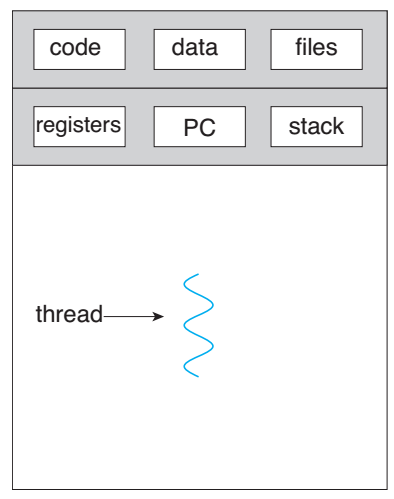 code data files
registers PC stack
thread